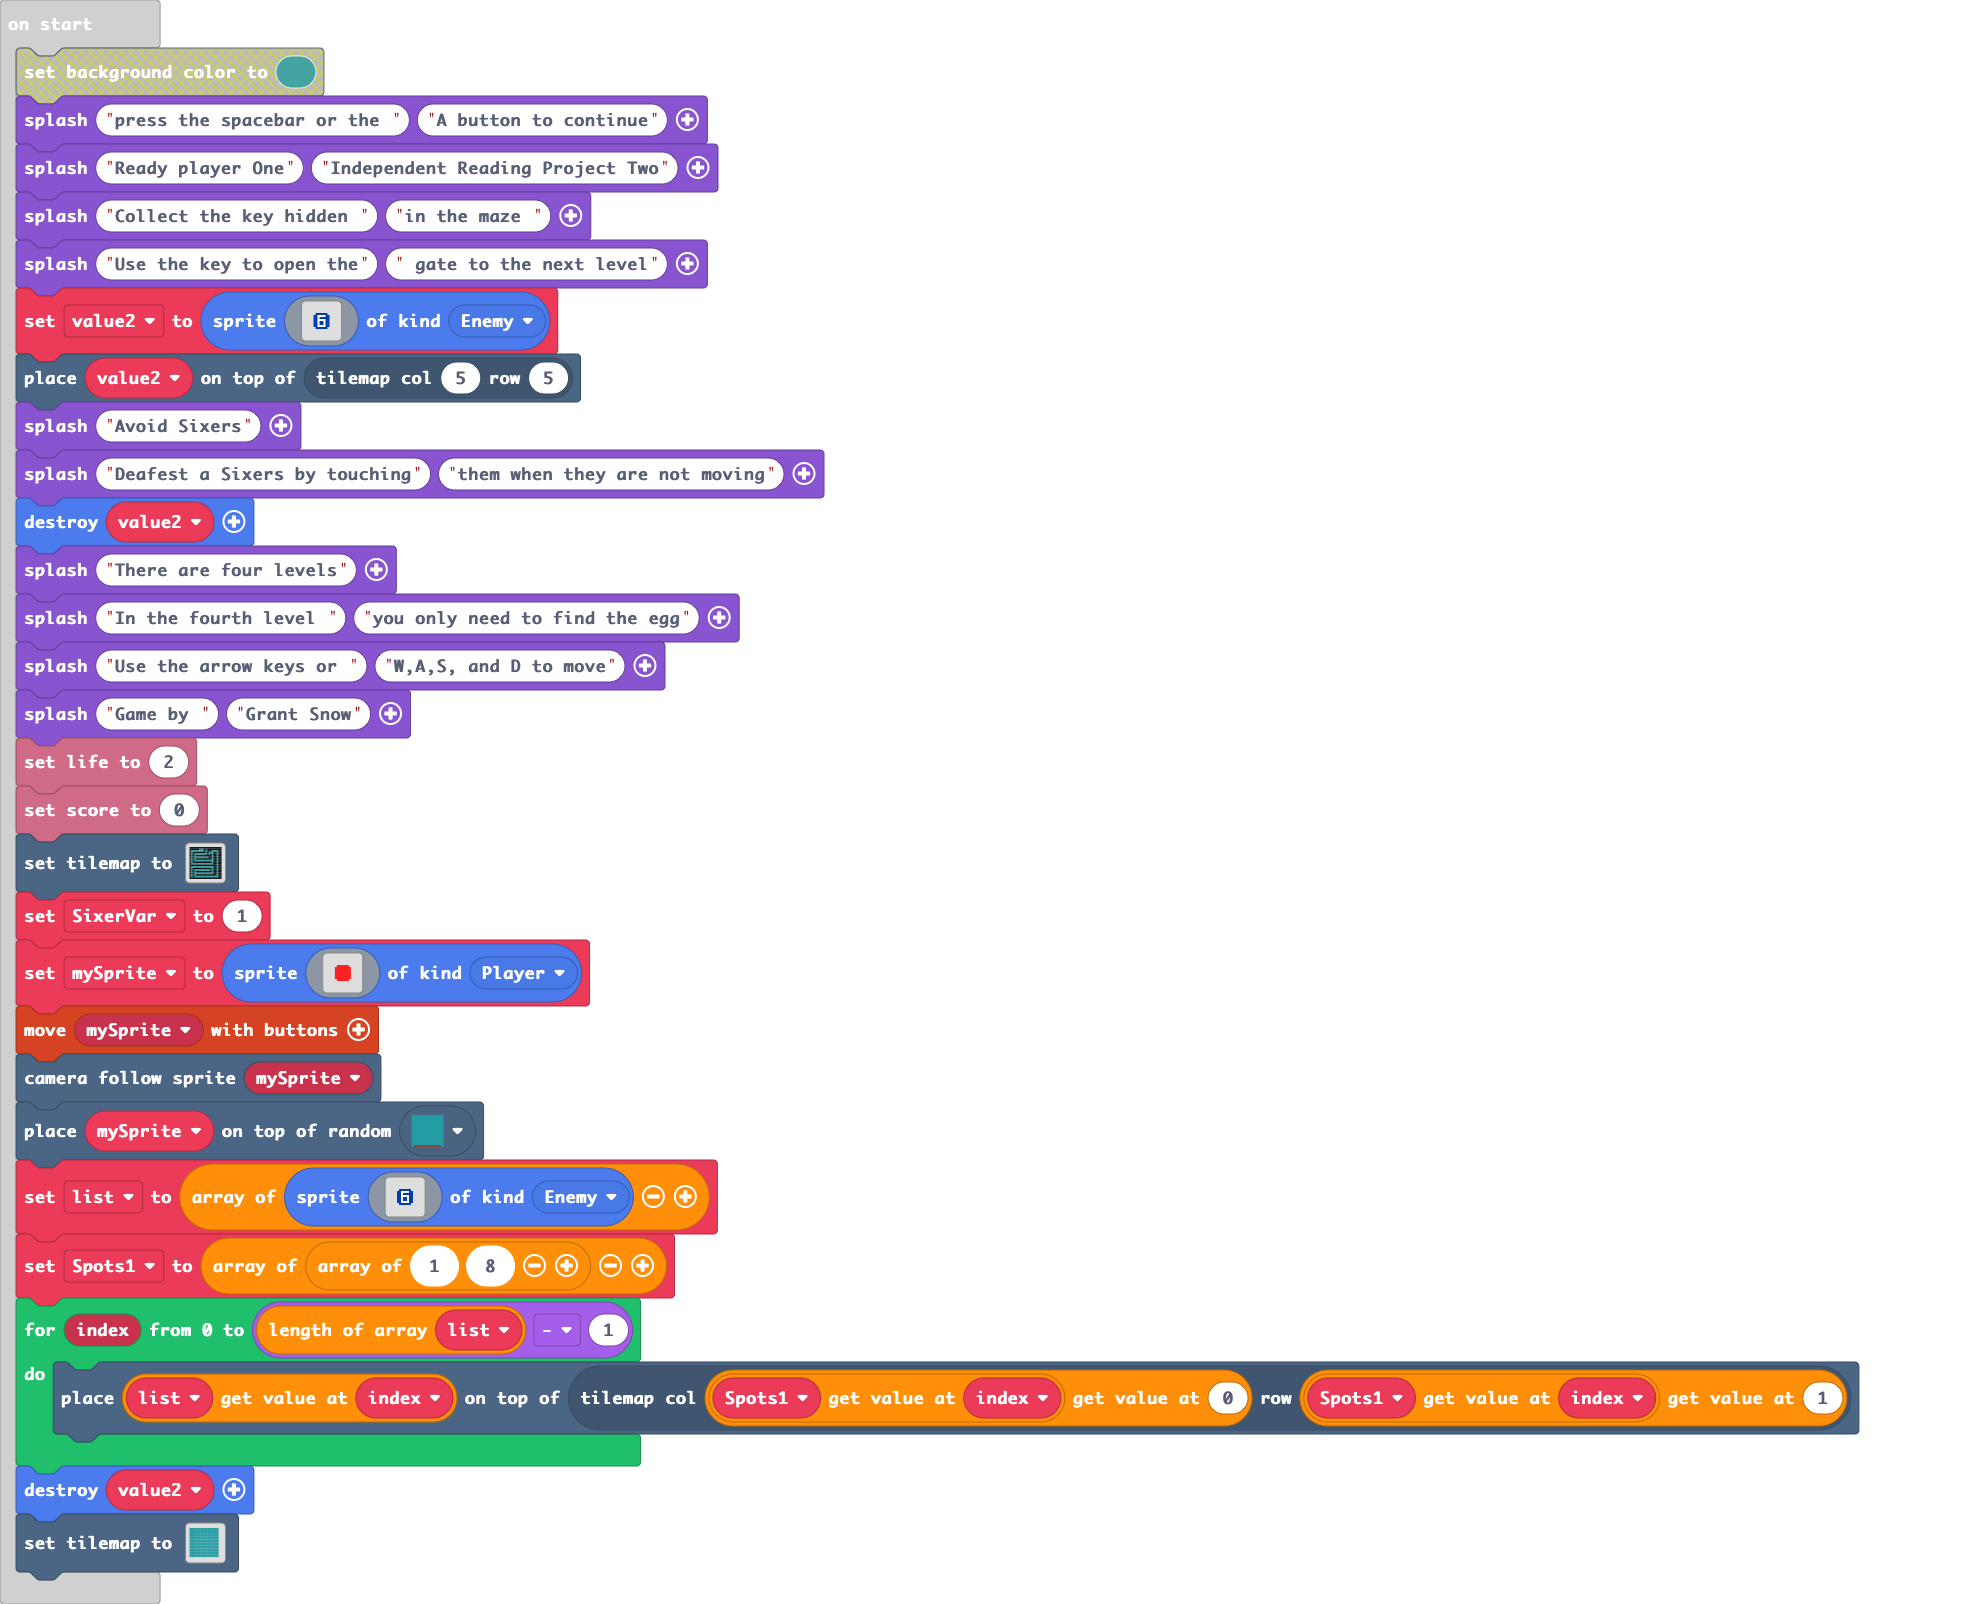 on start
set background color to
splash "press the spacebar or the " "A button to continue"
splash "Ready player One" "Independent Reading Project Two"
splash "Collect the key hidden " "in the maze "
splash "Use the key to open the" " gate to the next level"
set value2 to sprite 6 of kind Enemy
place value2 on top of tilemap col 5 row 5
splash "Avoid Sixers"
splash "Deafest a Sixers by touching" "them when they are not moving"
destroy value2
splash "There are four levels"
splash "In the fourth level " "you only need to find the egg"
splash "Use the arrow keys or " "W,A,S, and D to move"
splash "Game by " "Grant Snow"
set life to 2
set score to 0
set tilemap to
set SixerVar to 1
set mySprite to sprite of kind Player
move mySprite with buttons
camera follow sprite mySprite
place mySprite on top of random
set list to array of sprite 6 of kind Enemy
set Spots1 to array of array of 1 8
for index from 0 to length of array list - 1
do
place list get value at index on top of tilemap col Spots1 get value at index get value at 0 row Spots1 get value at index get value at 1
destroy value2
set tilemap to